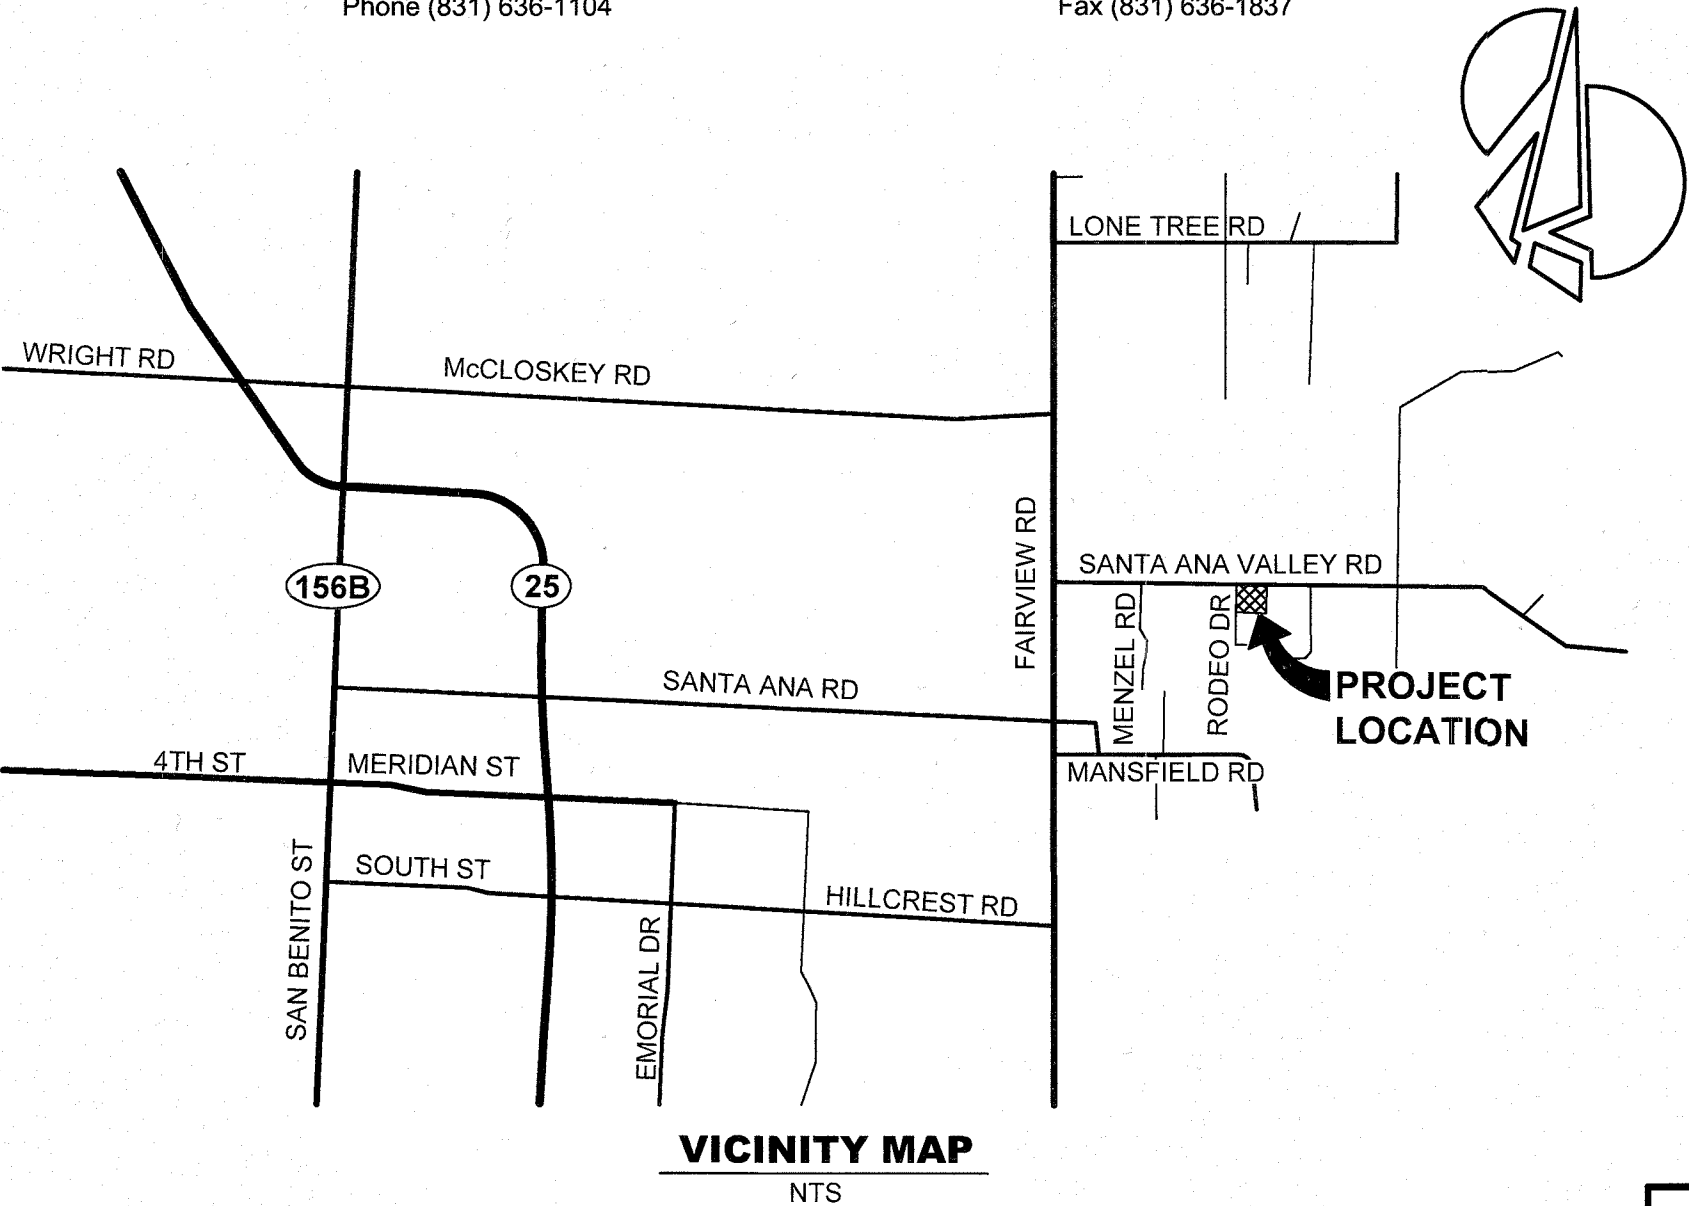 Phone (831) 636-1104
Fax (831) 636-1837
LONE TREE RD
WRIGHT RD
McCLOSKEY RD
FAIRVIEW RD
SANTA ANA VALLEY RD
156B
25
MENZEL RD
RODEO DR
SANTA ANA RD
PROJECT
LOCATION
4TH ST
MERIDIAN ST
MANSFIELD RD
SAN BENITO ST
SOUTH ST
HILLCREST RD
EMORIAL DR
VICINITY MAP
NTS